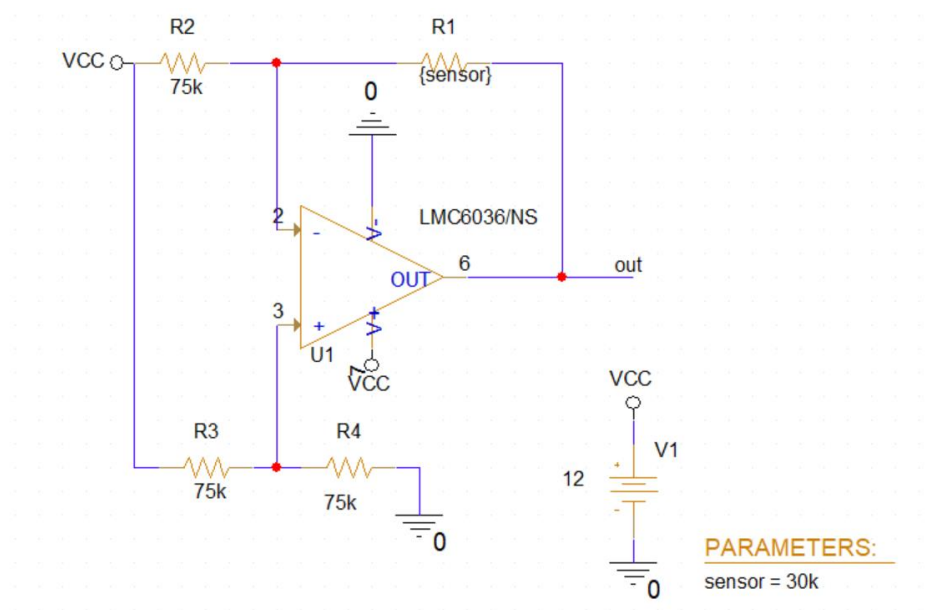 R2
R1
VCC
75k
{sensor}
0
2
-
V-
LMC6036/NS
OUT
6
out
3
+
V+
U1
7
VCC
VCC
R3
R4
V1
75k
75k
12
+
-
0
0
PARAMETERS:
sensor = 30k